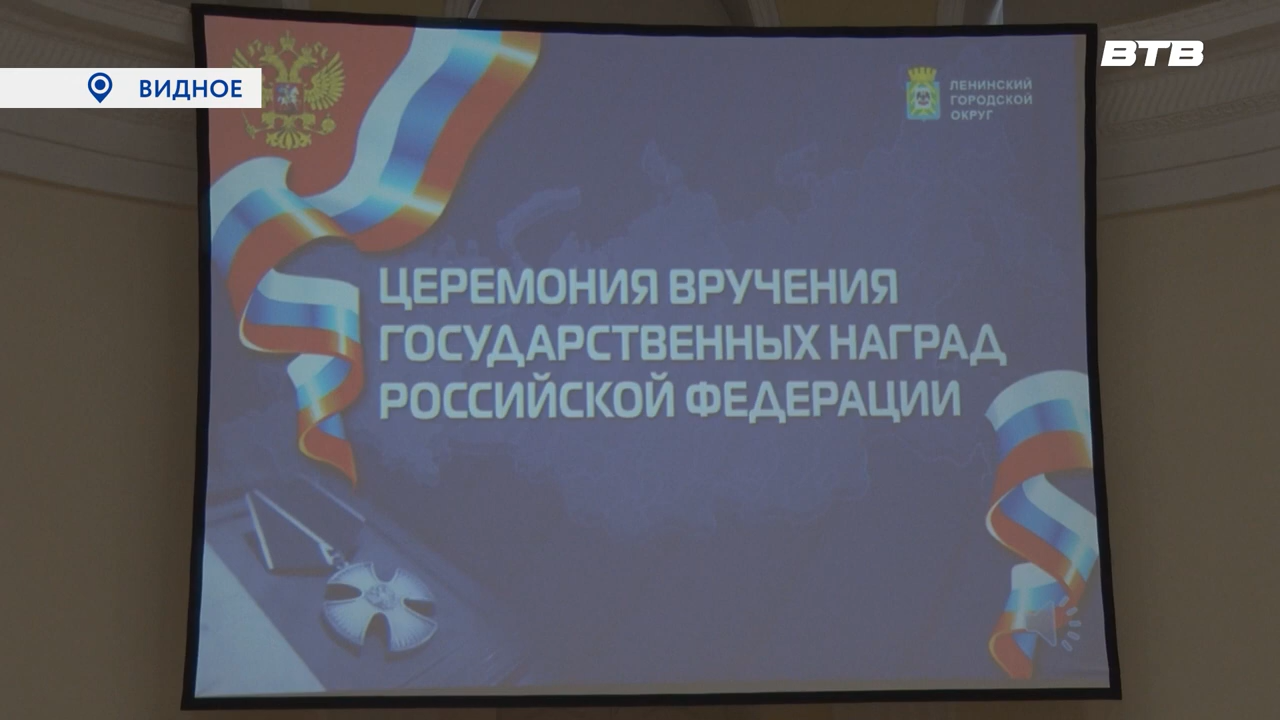 ВИДНОЕ
ВТВ
ЛЕНИНСКИЙ
ГОРОДСКОЙ
ОКРУГ
ЦЕРЕМОНИЯ ВРУЧЕНИЯ
ГОСУДАРСТВЕННЫХ НАГРАД
РОССИЙСКОЙ ФЕДЕРАЦИИ